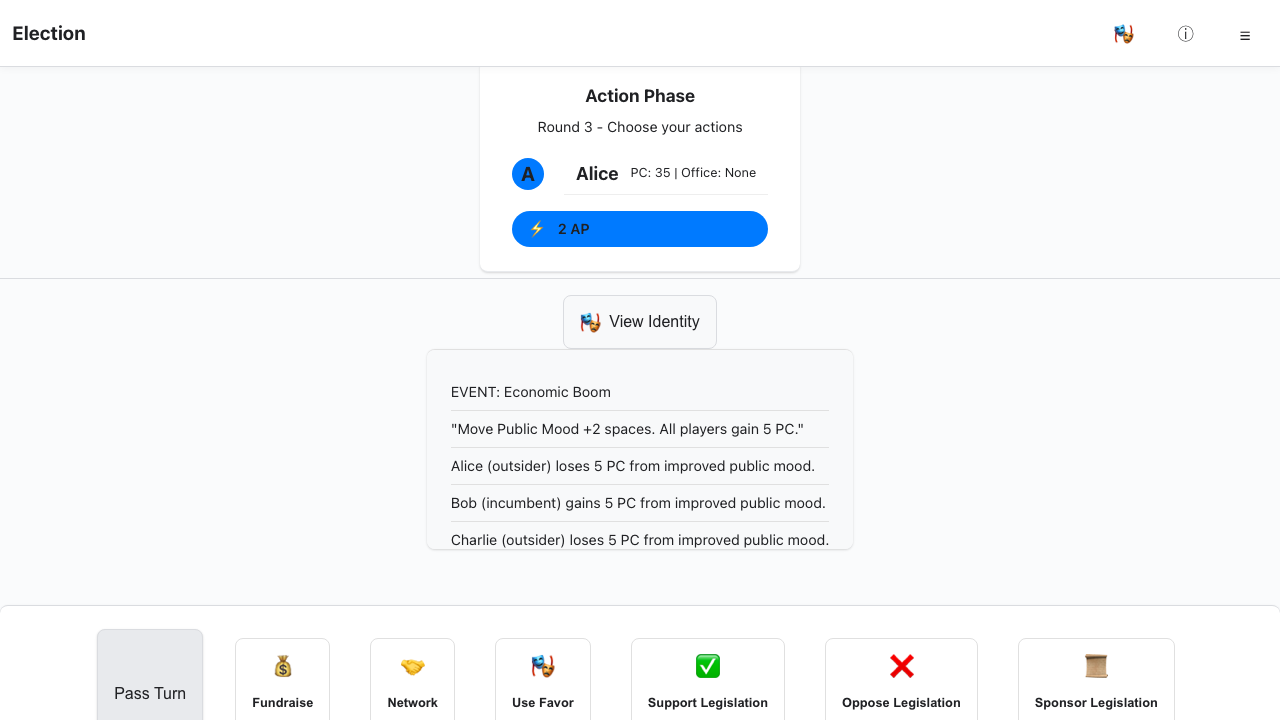 Election
ⓘ
≡
Action Phase
Round 3 - Choose your actions
A
Alice
PC: 35 | Office: None
2 AP
View Identity
EVENT: Economic Boom
"Move Public Mood +2 spaces. All players gain 5 PC."
Alice (outsider) loses 5 PC from improved public mood.
Bob (incumbent) gains 5 PC from improved public mood.
Charlie (outsider) loses 5 PC from improved public mood.
Pass Turn
Fundraise
Network
Use Favor
Support Legislation
Oppose Legislation
Sponsor Legislation